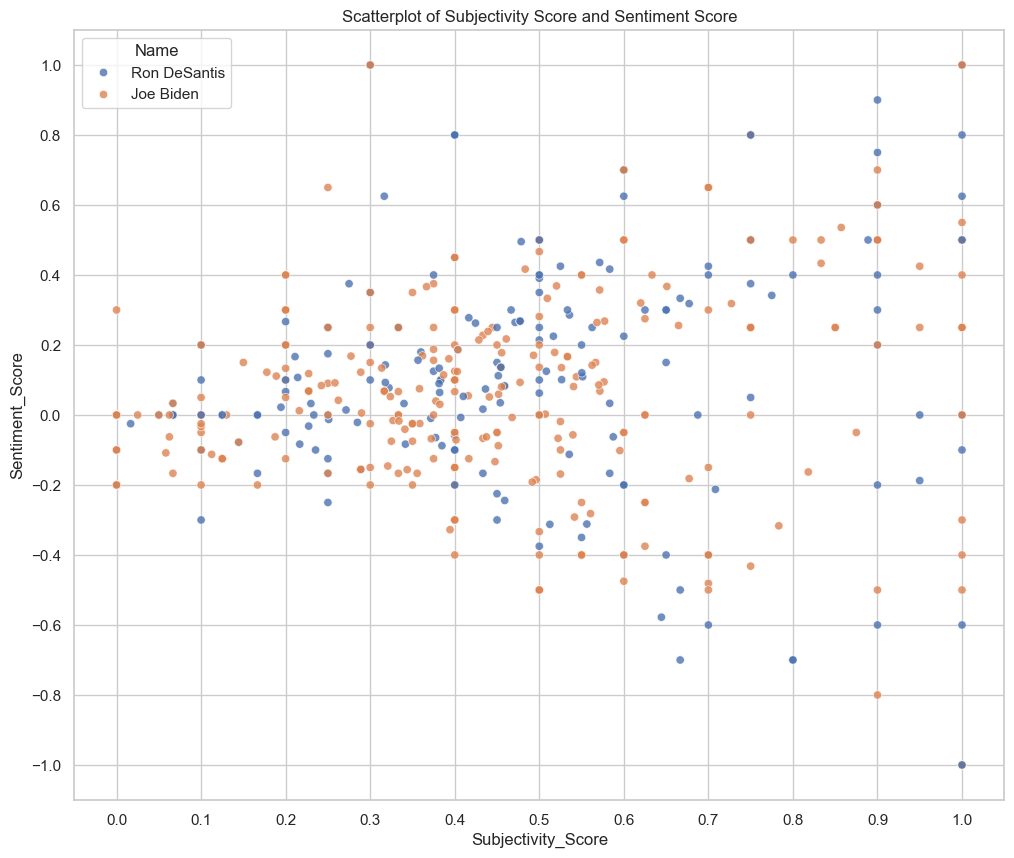 Scatterplot of Subjectivity Score and Sentiment Score
Name
Ron DeSantis
Joe Biden
Sentiment_Score
1.0
0.8
0.6
0.4
0.2
0.0
−0.2
−0.4
−0.6
−0.8
−1.0
0.0 0.1 0.2 0.3 0.4 0.5 0.6 0.7 0.8 0.9 1.0
Subjectivity_Score